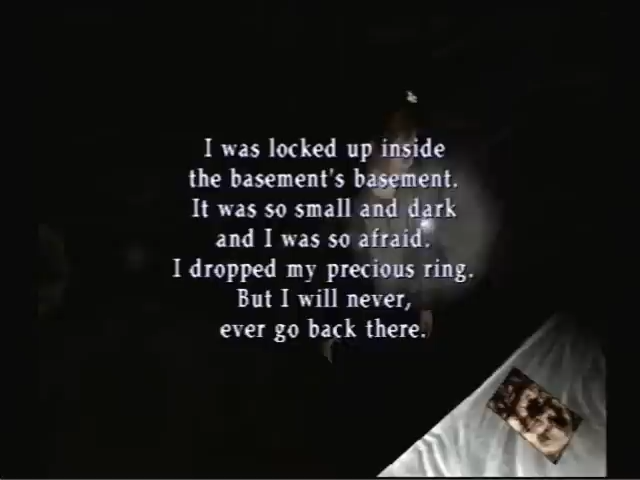 I was locked up inside
the basement's basement.
It was so small and dark
and I was so afraid.
I dropped my precious ring.
But I will never,
ever go back there.